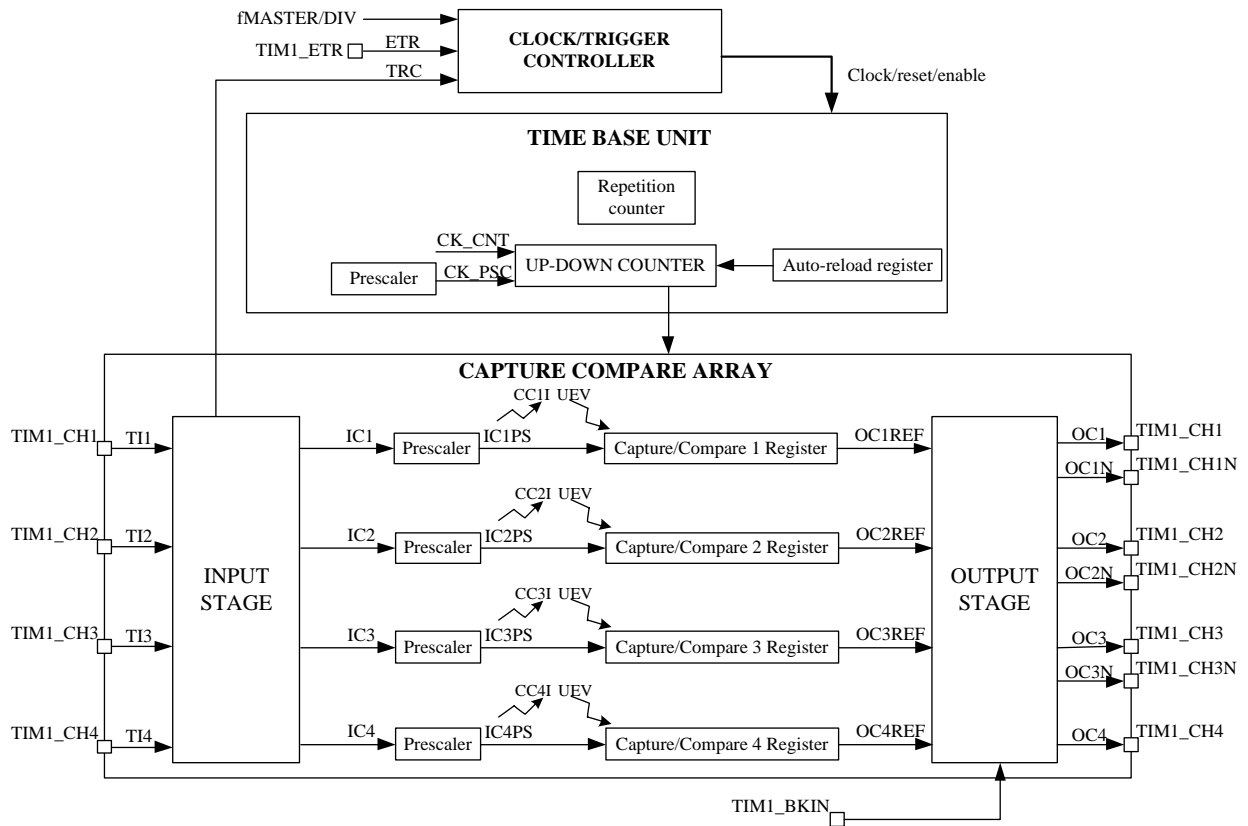 fMASTER/DIV
TIM1_ETR
ETR
TRC
CLOCK/TRIGGER
CONTROLLER
Clock/reset/enable
TIME BASE UNIT
Repetition
counter
CK_CNT
UP-DOWN COUNTER
Auto-reload register
Prescaler
CK_PSC
CAPTURE COMPARE ARRAY
CC1I
UEV
TIM1_CH1
TI1
IC1
Prescaler
IC1PS
Capture/Compare 1 Register
OC1REF
OC1
TIM1_CH1
OC1N
TIM1_CH1N
CC2I
UEV
TIM1_CH2
TI2
IC2
Prescaler
IC2PS
Capture/Compare 2 Register
OC2REF
OC2
TIM1_CH2
OC2N
TIM1_CH2N
INPUT
STAGE
OUTPUT
STAGE
CC3I
UEV
TIM1_CH3
TI3
IC3
Prescaler
IC3PS
Capture/Compare 3 Register
OC3REF
OC3
TIM1_CH3
OC3N
TIM1_CH3N
CC4I
UEV
TIM1_CH4
TI4
IC4
Prescaler
IC4PS
Capture/Compare 4 Register
OC4REF
OC4
TIM1_CH4
TIM1_BKIN